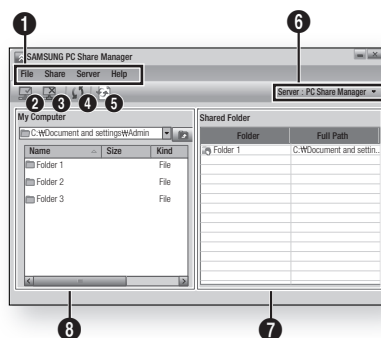 1
6
SAMSUNG PC Share Manager
File Share Server Help
2 3 4 5
Server : PC Share Manager
My Computer
C:₩Document and settings₩Admin
Name Size Kind
Folder 1 File
Folder 2 File
Folder 3 File
Shared Folder
Folder Full Path
Folder 1 C:₩Document and settin..
8
7